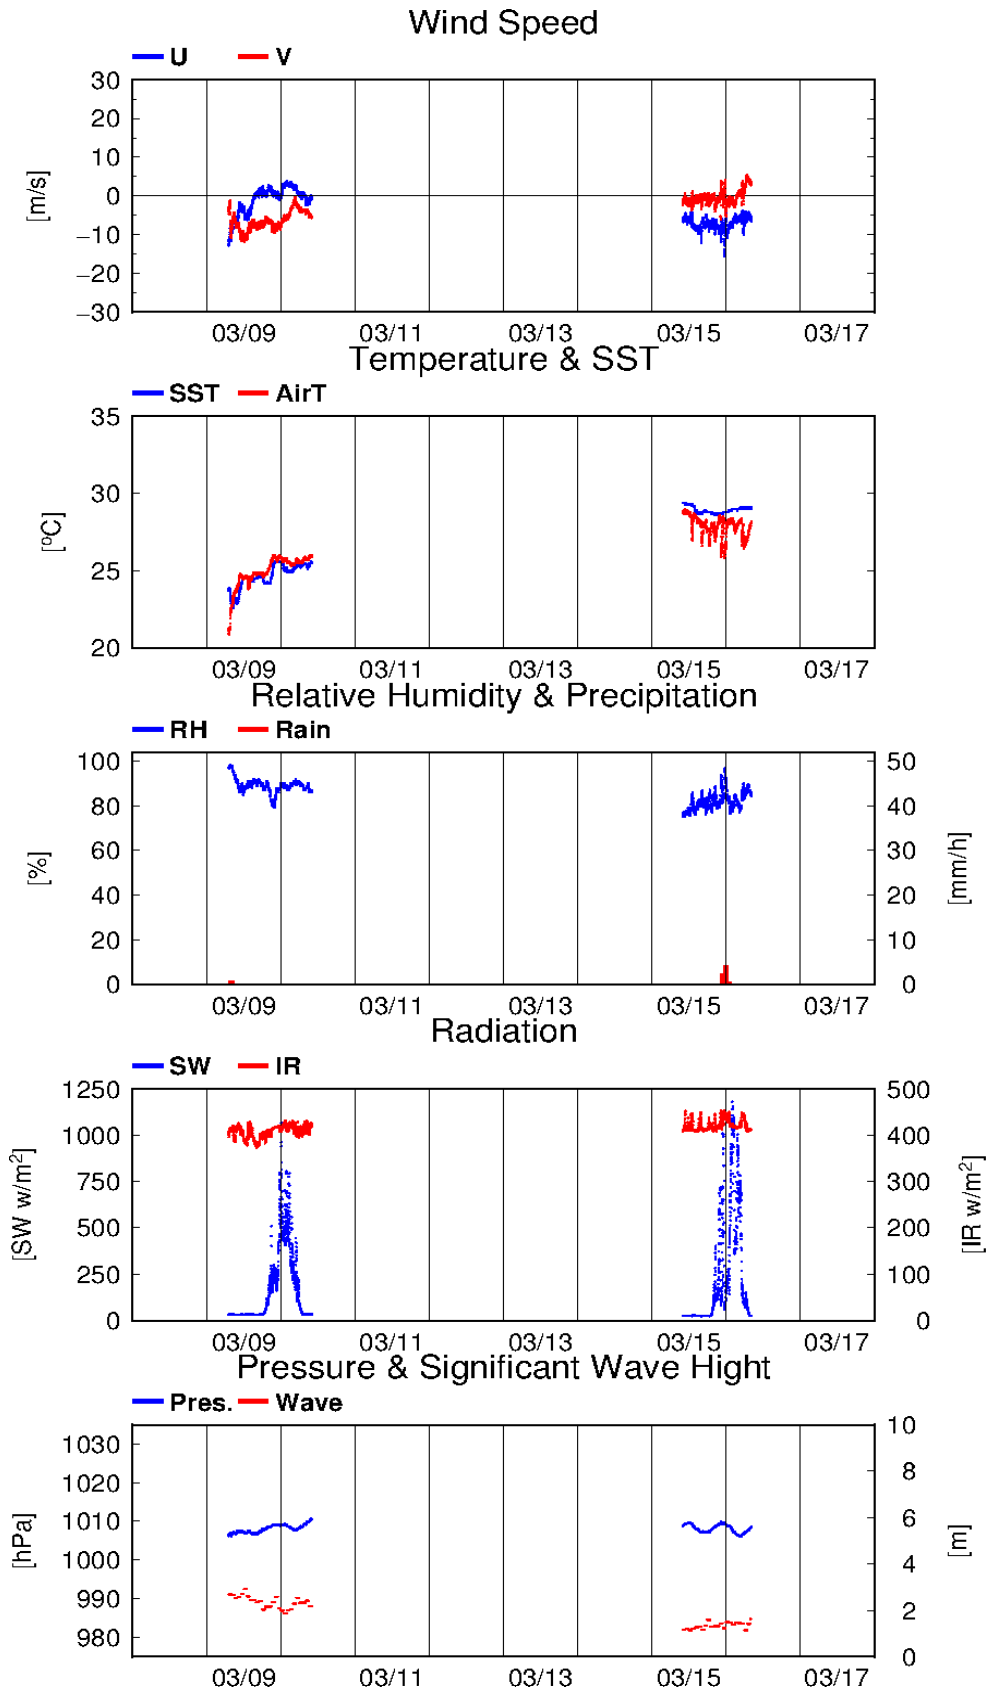 Wind Speed
U V
30
20
10
0
−10
−20
−30
[m/s]
03/09 03/11 03/13 03/15 03/17
Temperature & SST
SST AirT
35
30
25
20
[ºC]
03/09 03/11 03/13 03/15 03/17
Relative Humidity & Precipitation
RH Rain
100 50
80 40
60 30
40 20
20 10
0 0
[%] [mm/h]
03/09 03/11 03/13 03/15 03/17
Radiation
SW IR
1250 500
1000 400
750 300
500 200
250 100
0 0
[SW w/m²] [IR w/m²]
03/09 03/11 03/13 03/15 03/17
Pressure & Significant Wave Hight
Pres. Wave
10
1030
8
1020
1010 6
1000 4
990
2
980
0
[hPa] [m]
03/09 03/11 03/13 03/15 03/17